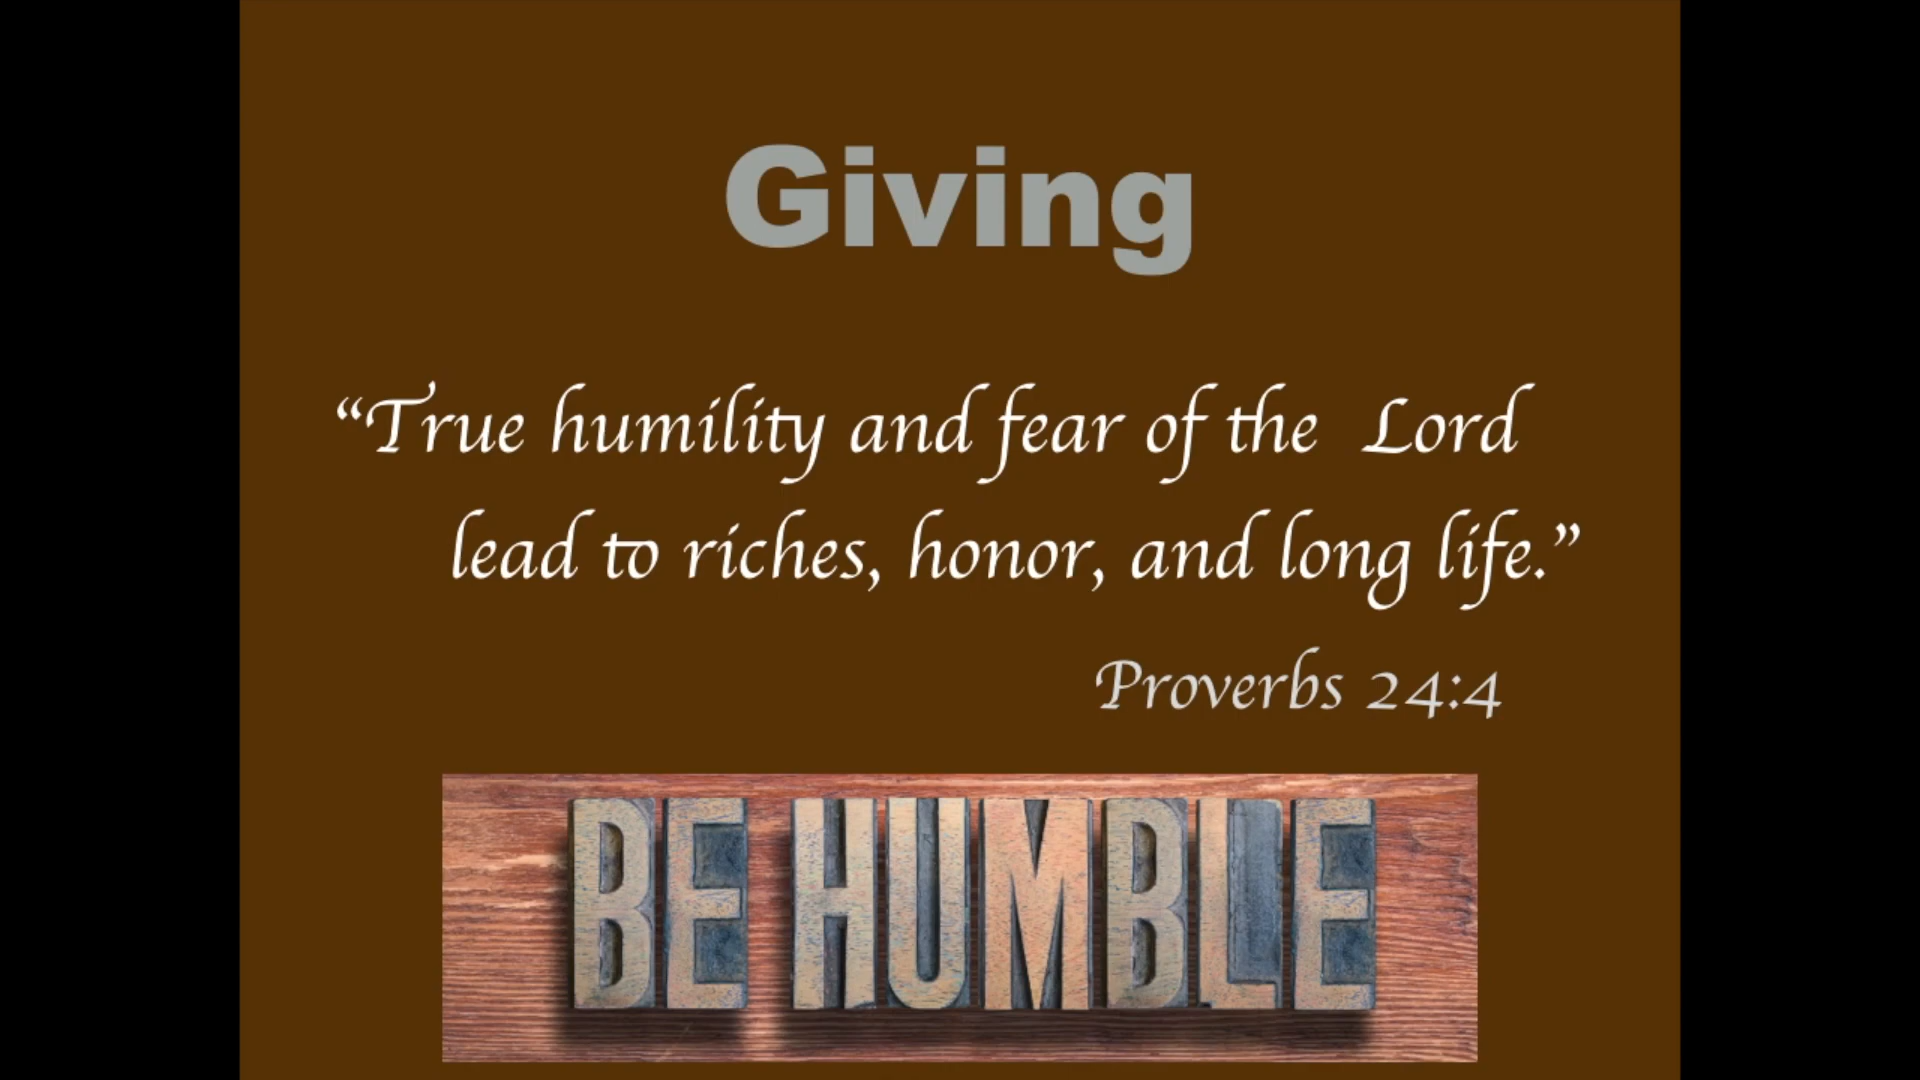 Giving
“True humility and fear of the Lord
lead to riches, honor, and long life.”
Proverbs 24:4
BE HUMBLE